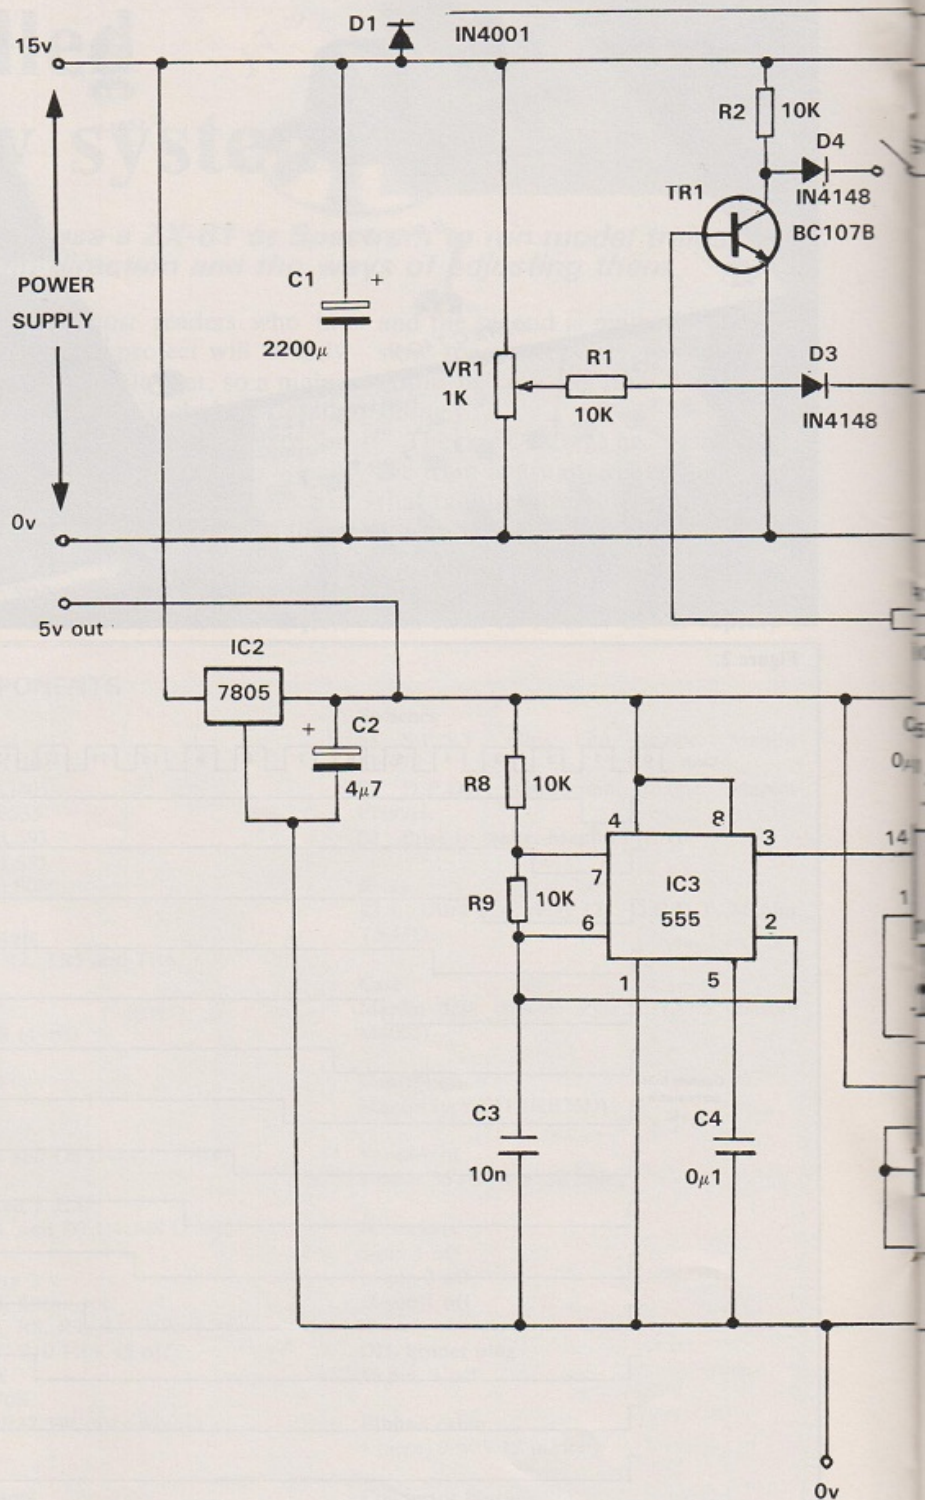 D1
IN4001
15v
R2
10K
D4
IN4148
TR1
BC107B
POWER
SUPPLY
C1
+
2200μ
VR1
1K
R1
10K
D3
IN4148
0v
5v out
IC2
7805
+
C2
4μ7
R8
10K
4
8
3
14
7
IC3
555
R9
10K
6
2
1
1
5
C3
10n
C4
0μ1
0v